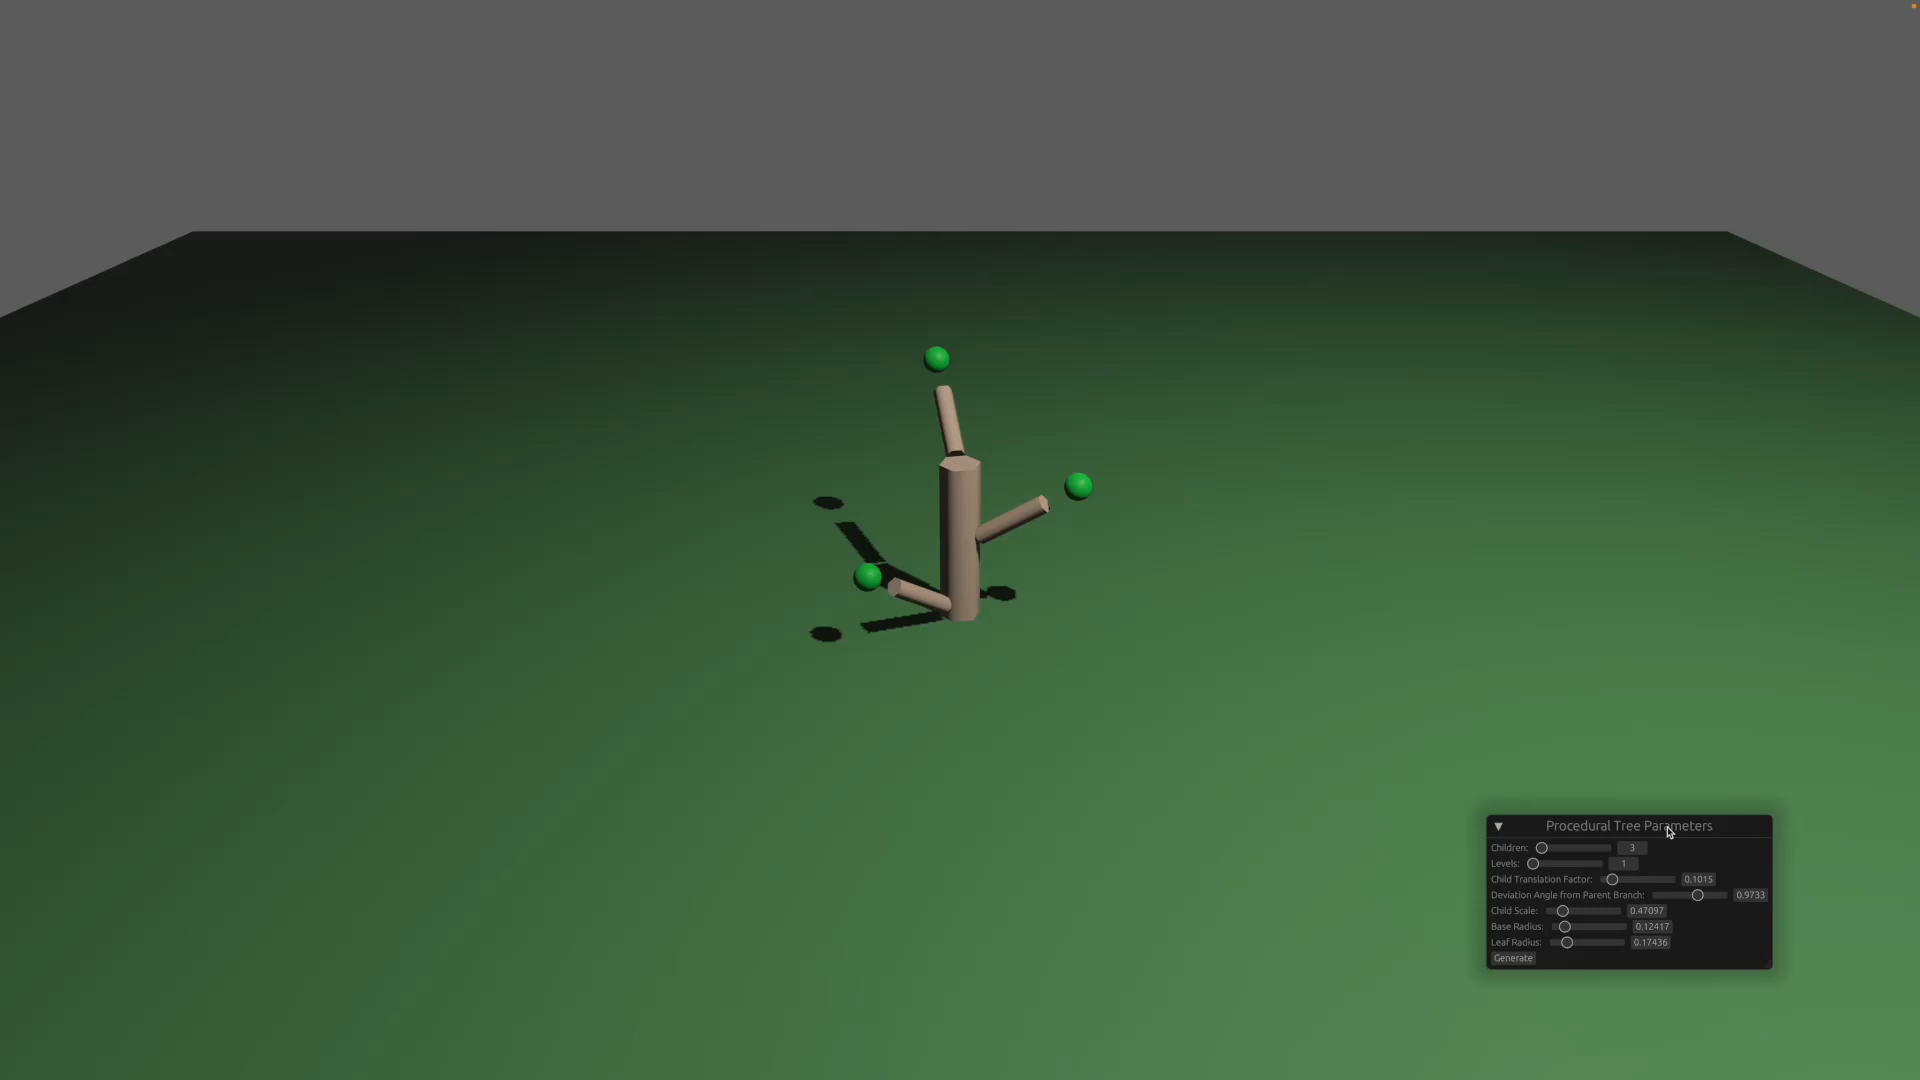 Procedural Tree Parameters
Children: 3
Levels: 1
Child Translation Factor: 0.1015
Deviation Angle from Parent Branch: 0.9733
Child Scale: 0.47097
Base Radius: 0.12417
Leaf Radius: 0.17436
Generate